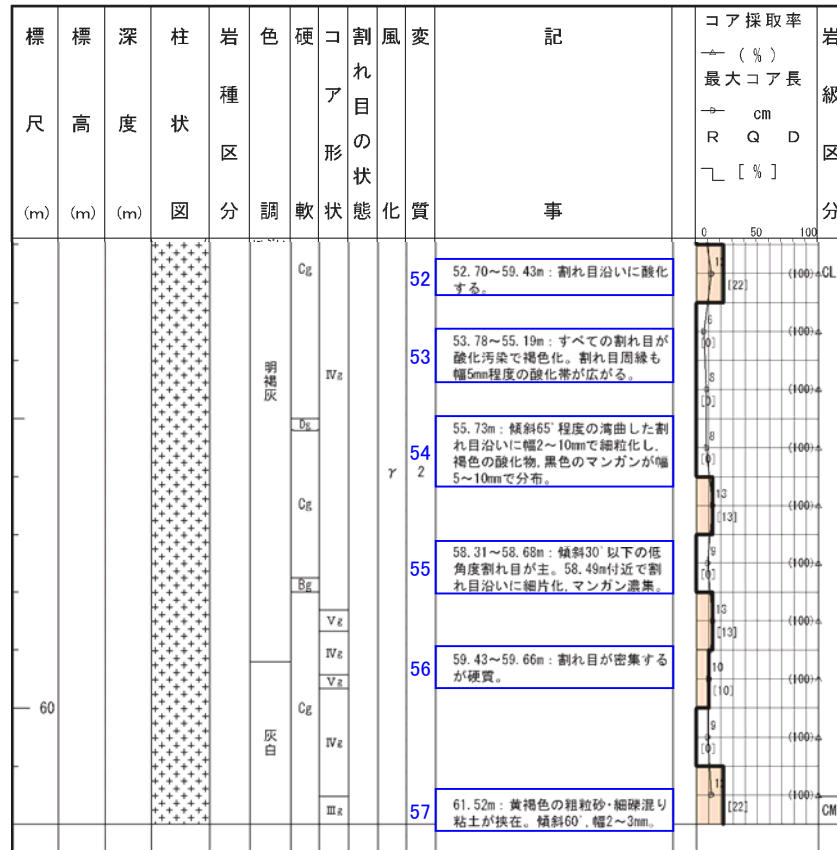 標尺(m)
標高(m)
深度(m)
柱状図
岩種区分
色調
硬軟
コア形状
割れ目の状態
風化
変質
記事
コア採取率
(%)
最大コア長
cm
R Q D
[%]
岩級区分
0 50 100
Cg
52
52.70~59.43m:割れ目沿いに酸化
する。
(100)
CL
[22]
53
53.78~55.19m:すべての割れ目が
酸化汚染で褐色化。割れ目周縁も
幅5mm程度の酸化帯が広がる。
6
(100)
[0]
明褐灰
Ⅳg
8
(100)
[0]
Dg
54
55.73m:傾斜65°程度の湾曲した割
れ目沿いに幅2~10mmで細粒化し、
褐色の酸化物、黒色のマンガンが幅
5~10mmで分布。
8
(100)
[0]
γ
2
Cg
13
(100)
[13]
55
58.31~58.68m:傾斜30°以下の低
角度割れ目が主。58.49m付近で割
れ目沿いに細片化、マンガン濃集。
9
(100)
[0]
Bg
Ⅴg
13
(100)
[13]
Ⅳg
56
59.43~59.66m:割れ目が密集する
が硬質。
10
(100)
[10]
Ⅴg
60
Cg
灰白
Ⅳg
9
(100)
[0]
Ⅲg
57
61.52m:黄褐色の粗粒砂・細礫混り
粘土が挟在。傾斜60°、幅2~3mm。
(100)
[22]
CM